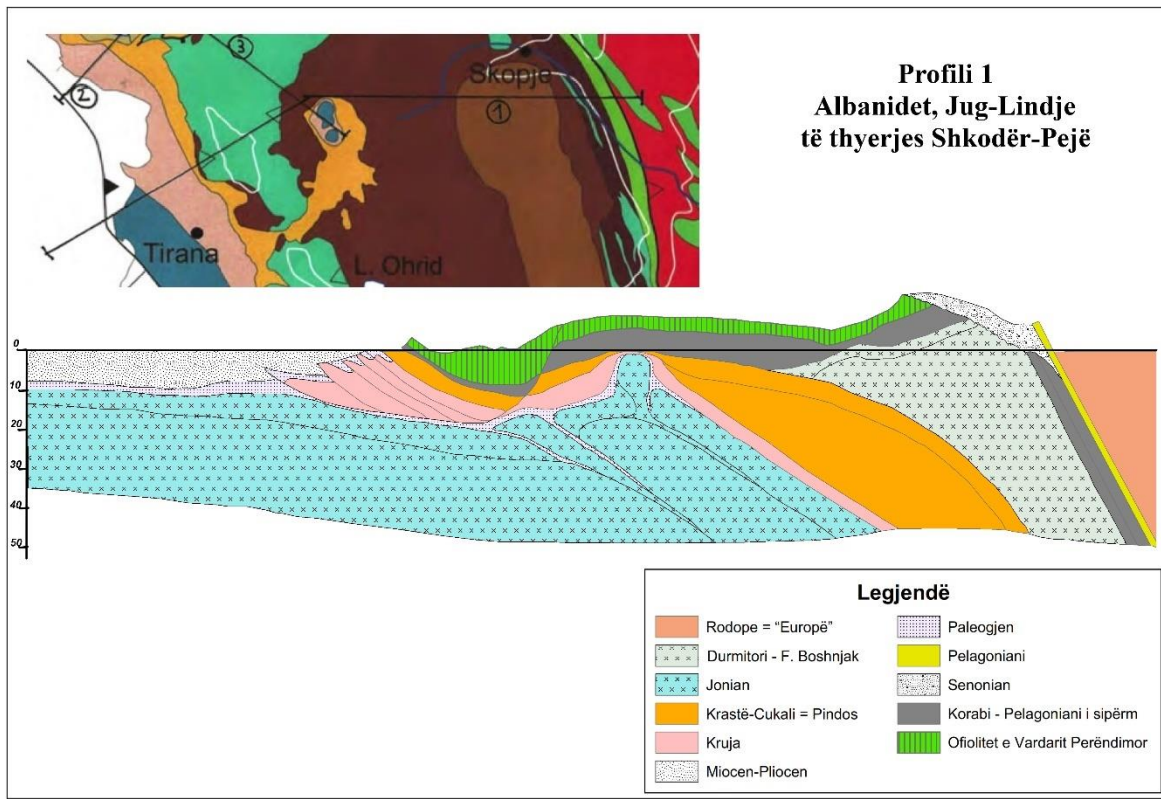 3
Skopje
2
1
Tirana
L. Ohrid
Profili 1
Albanidet, Jug-Lindje
të thyerjes Shkodër-Pejë
0
10
20
30
40
50
Legjendë
Rodope = “Europë”
Durmitori - F. Boshnjak
Jonian
Krastë-Cukali = Pindos
Kruja
Miocen-Pliocen
Paleogjen
Pelagoniani
Senonian
Korabi - Pelagoniani i sipërm
Ofiolitet e Vardarit Perëndimor